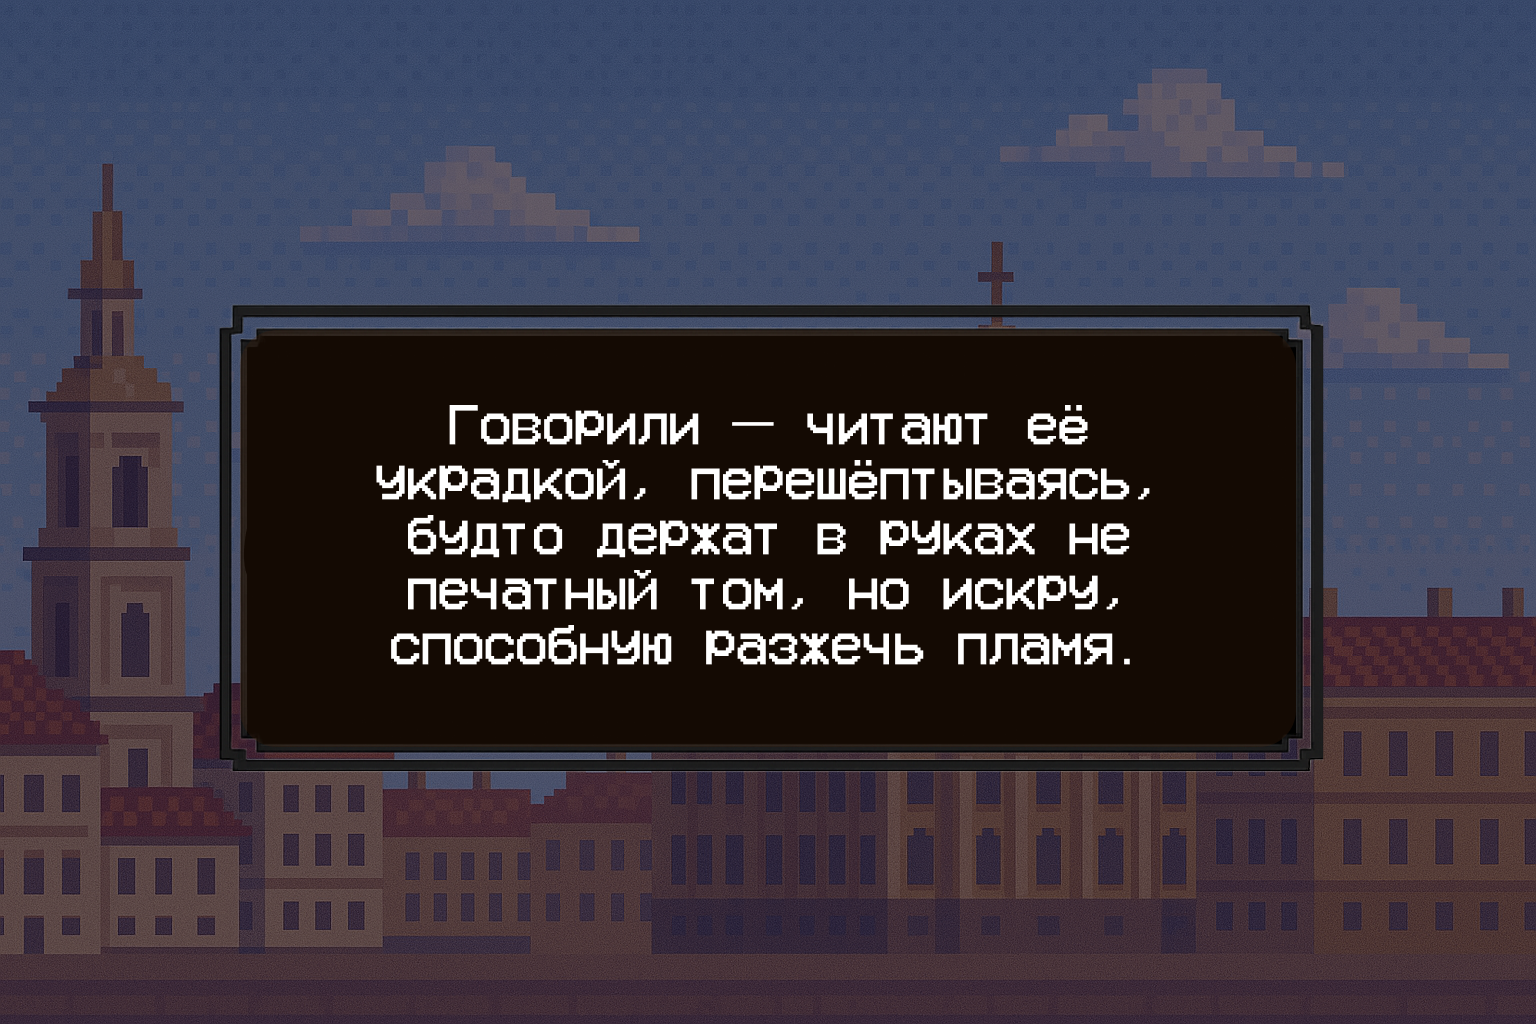 Говорили — читают её
украдкой, перешёптываясь,
будто держат в руках не
печатный том, но искру,
способную разжечь пламя.